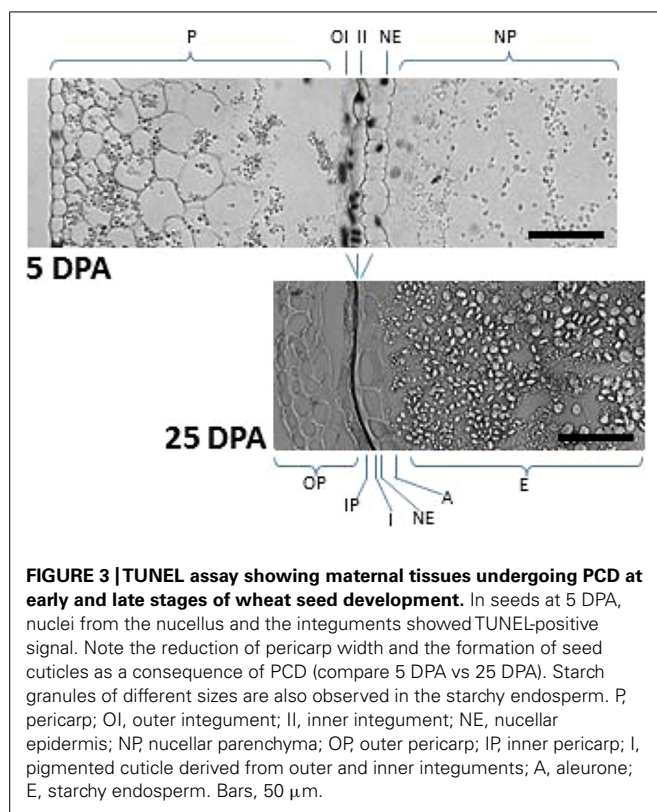 P OI II NE NP
5 DPA
25 DPA
OP IP I NE A E
FIGURE 3 | TUNEL assay showing maternal tissues undergoing PCD at
early and late stages of wheat seed development. In seeds at 5 DPA,
nuclei from the nucellus and the integuments showed TUNEL-positive
signal. Note the reduction of pericarp width and the formation of seed
cuticles as a consequence of PCD (compare 5 DPA vs 25 DPA). Starch
granules of different sizes are also observed in the starchy endosperm. P,
pericarp; OI, outer integument; II, inner integument; NE, nucellar
epidermis; NP, nucellar parenchyma; OP, outer pericarp; IP, inner pericarp; I,
pigmented cuticle derived from outer and inner integuments; A, aleurone;
E, starchy endosperm. Bars, 50 μm.